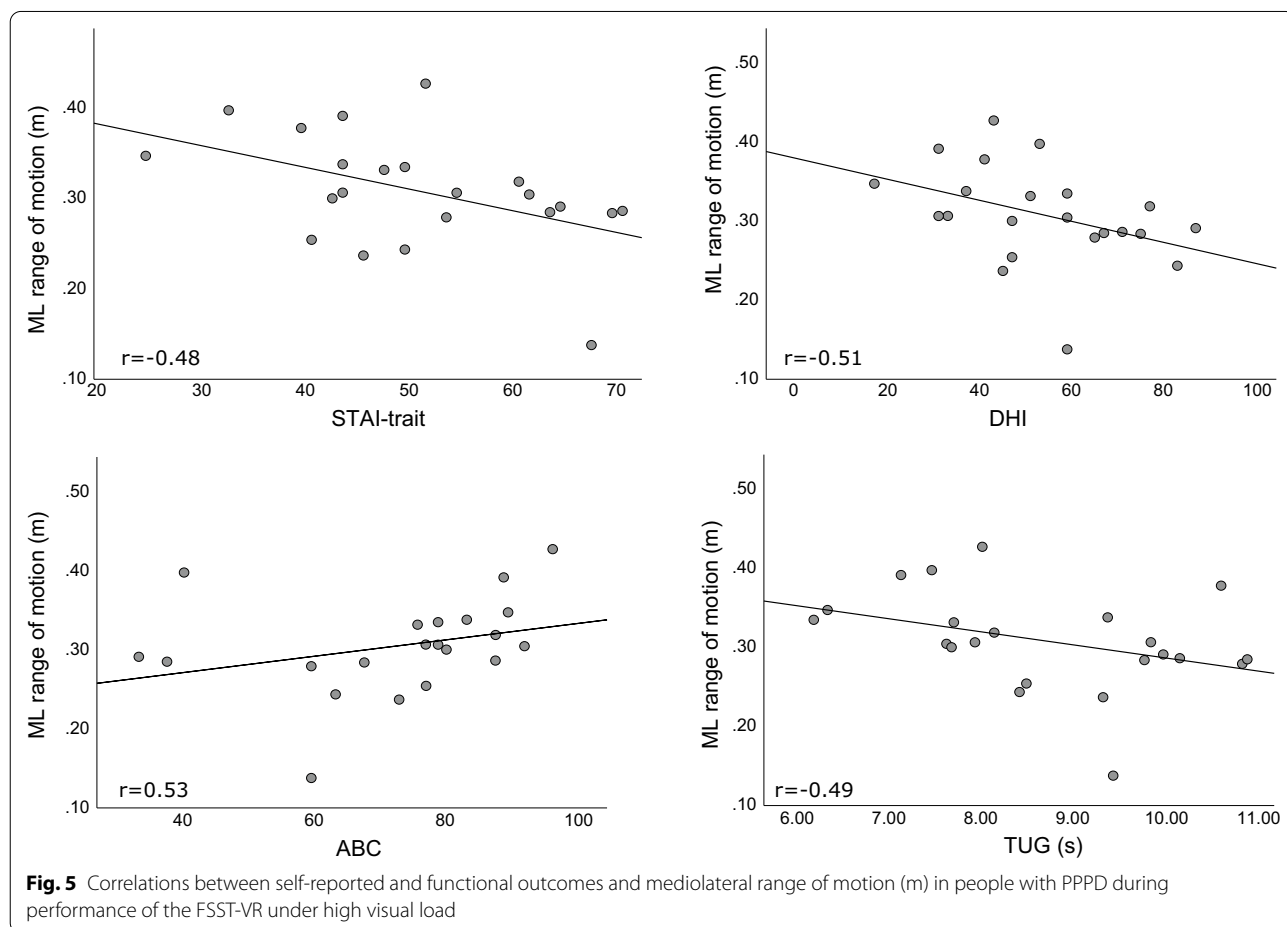 ML range of motion (m)
.40
.30
.20
.10
20 30 40 50 60 70
STAI-trait
r=-0.48
ML range of motion (m)
.50
.40
.30
.20
.10
0 20 40 60 80 100
DHI
r=-0.51
ML range of motion (m)
.50
.40
.30
.20
.10
40 60 80 100
ABC
r=0.53
ML range of motion (m)
.50
.40
.30
.20
.10
6.00 7.00 8.00 9.00 10.00 11.00
TUG (s)
r=-0.49
Fig. 5 Correlations between self-reported and functional outcomes and mediolateral range of motion (m) in people with PPPD during
performance of the FSST-VR under high visual load